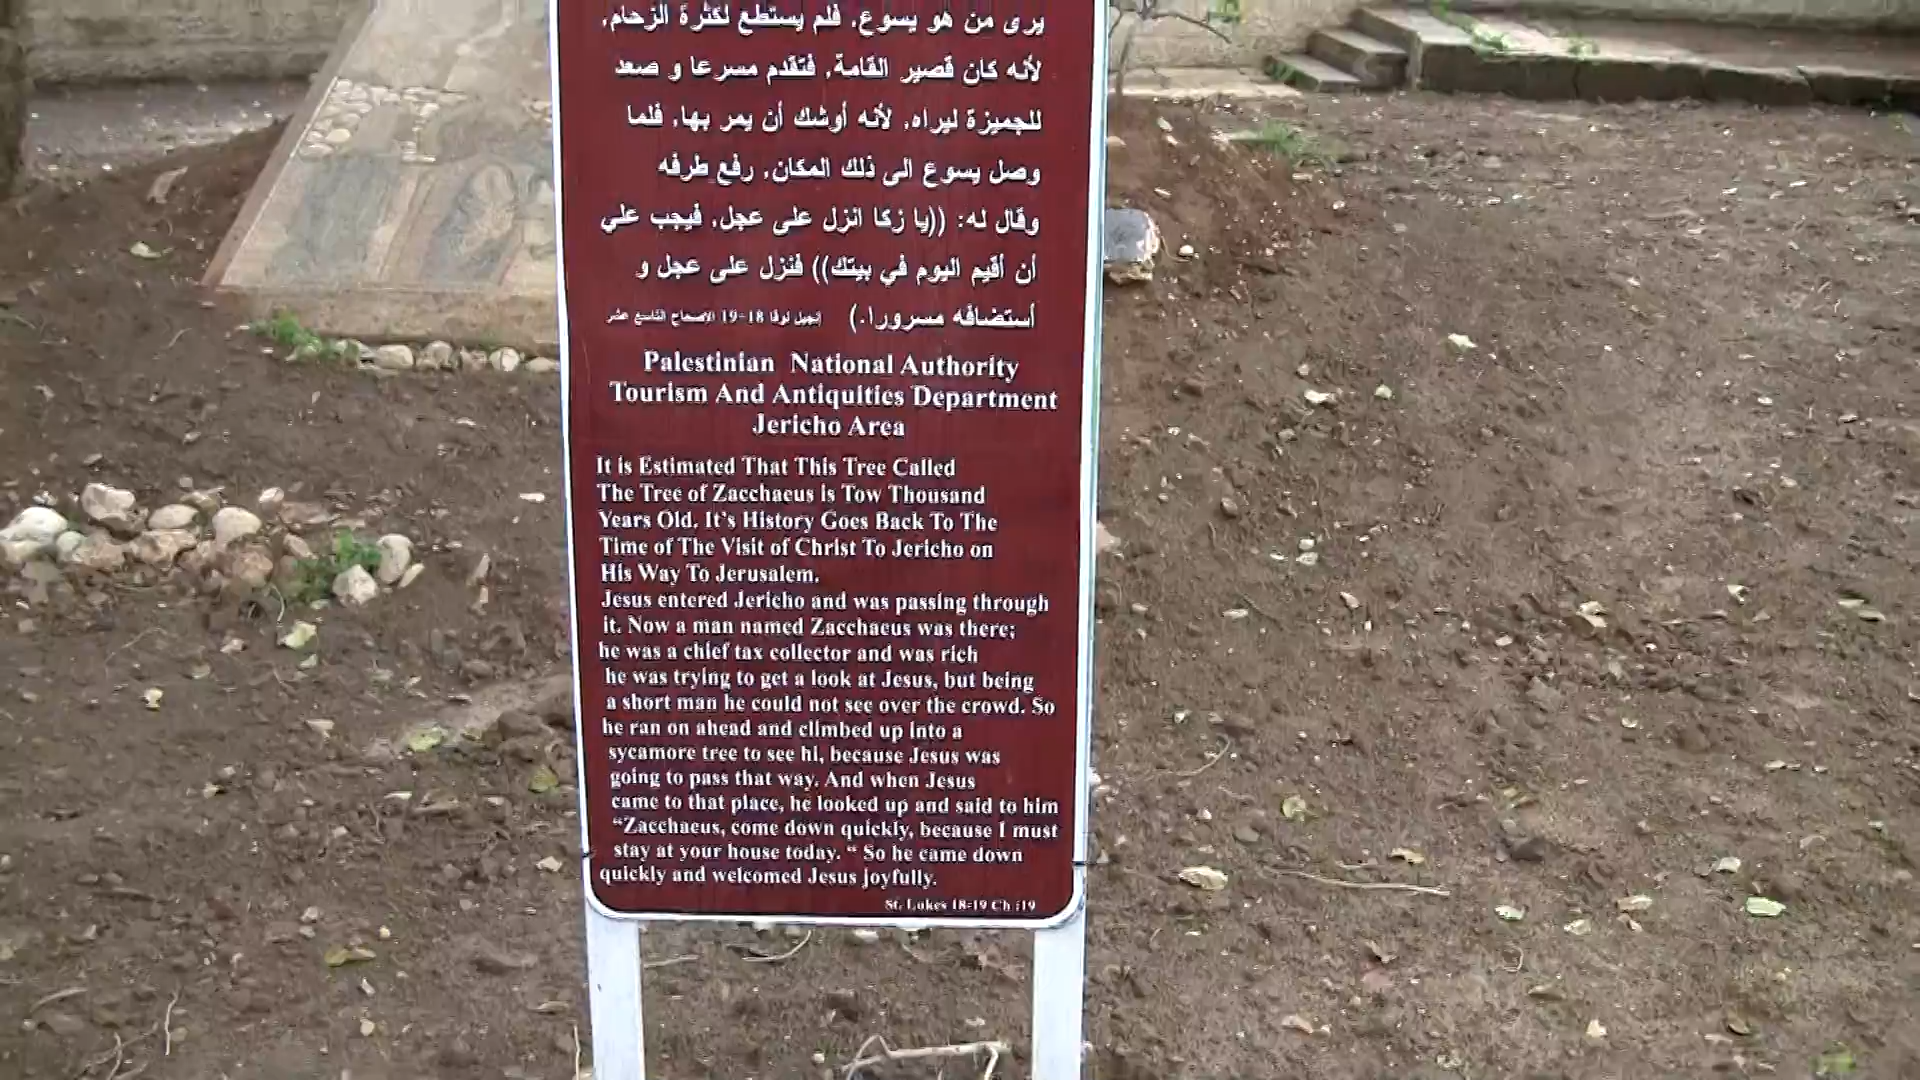 يرى من هو يسوع، فلم يستطع لكثرة الزحام،
لأنه كان قصير القامة، فتقدم مسرعا و صعد
للجميزة ليراه، لأنه أوشك أن يمر بها، فلما
وصل يسوع الى ذلك المكان، رفع طرفه
وقال له: ((يا زكا انزل على عجل، فيجب علي
أن أقيم اليوم في بيتك)) فنزل على عجل و
أستضافه مسرورا.) إنجيل لوقا 18-19 الاصحاح التاسع عشر
Palestinian National Authority
Tourism And Antiquities Department
Jericho Area
It is Estimated That This Tree Called
The Tree of Zacchaeus is Tow Thousand
Years Old. It's History Goes Back To The
Time of The Visit of Christ To Jericho on
His Way To Jerusalem.
Jesus entered Jericho and was passing through
it. Now a man named Zacchaeus was there;
he was a chief tax collector and was rich
he was trying to get a look at Jesus, but being
a short man he could not see over the crowd. So
he ran on ahead and climbed up into a
sycamore tree to see hi, because Jesus was
going to pass that way. And when Jesus
came to that place, he looked up and said to him
“Zacchaeus, come down quickly, because I must
stay at your house today. “ So he came down
quickly and welcomed Jesus joyfully.
St. Lukes 18:19 Ch :19